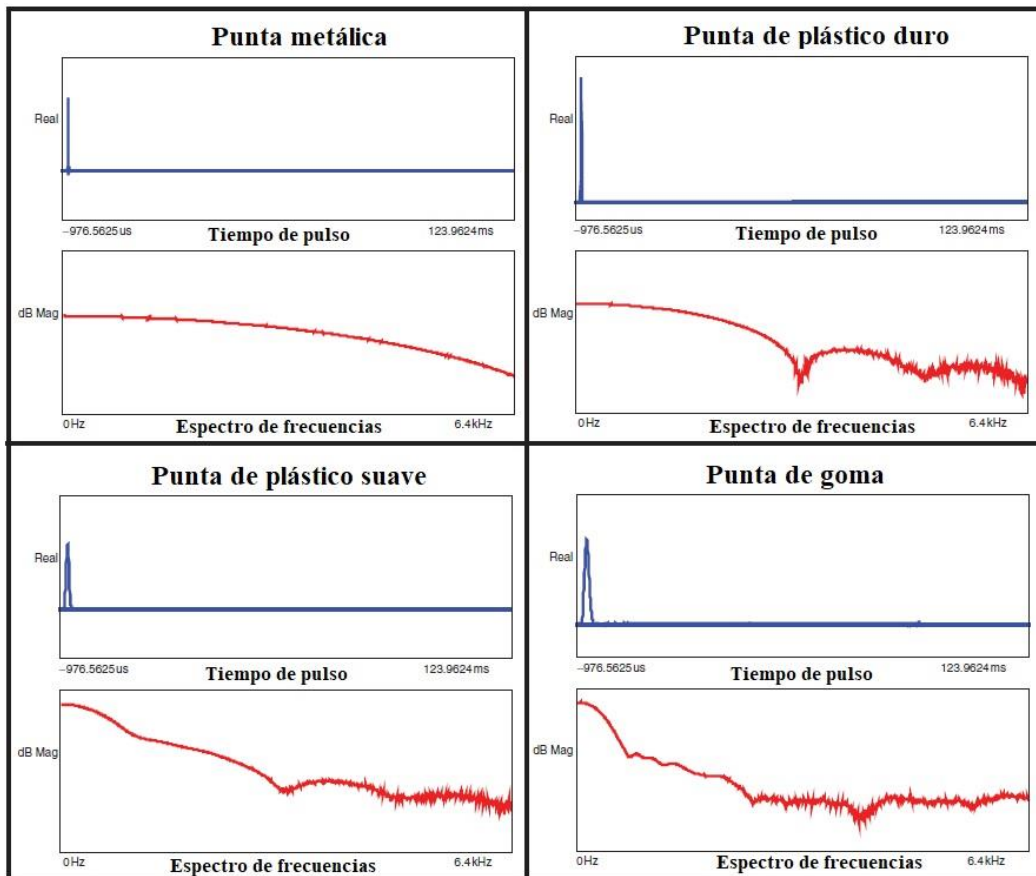 Punta metálica
Real
−976.5625us
Tiempo de pulso
123.9624ms
dB Mag
0Hz
Espectro de frecuencias
6.4kHz
Punta de plástico duro
Real
−976.5625us
Tiempo de pulso
123.9624ms
dB Mag
0Hz
Espectro de frecuencias
6.4kHz
Punta de plástico suave
Real
−976.5625us
Tiempo de pulso
123.9624ms
dB Mag
0Hz
Espectro de frecuencias
6.4kHz
Punta de goma
Real
−976.5625us
Tiempo de pulso
123.9624ms
dB Mag
0Hz
Espectro de frecuencias
6.4kHz